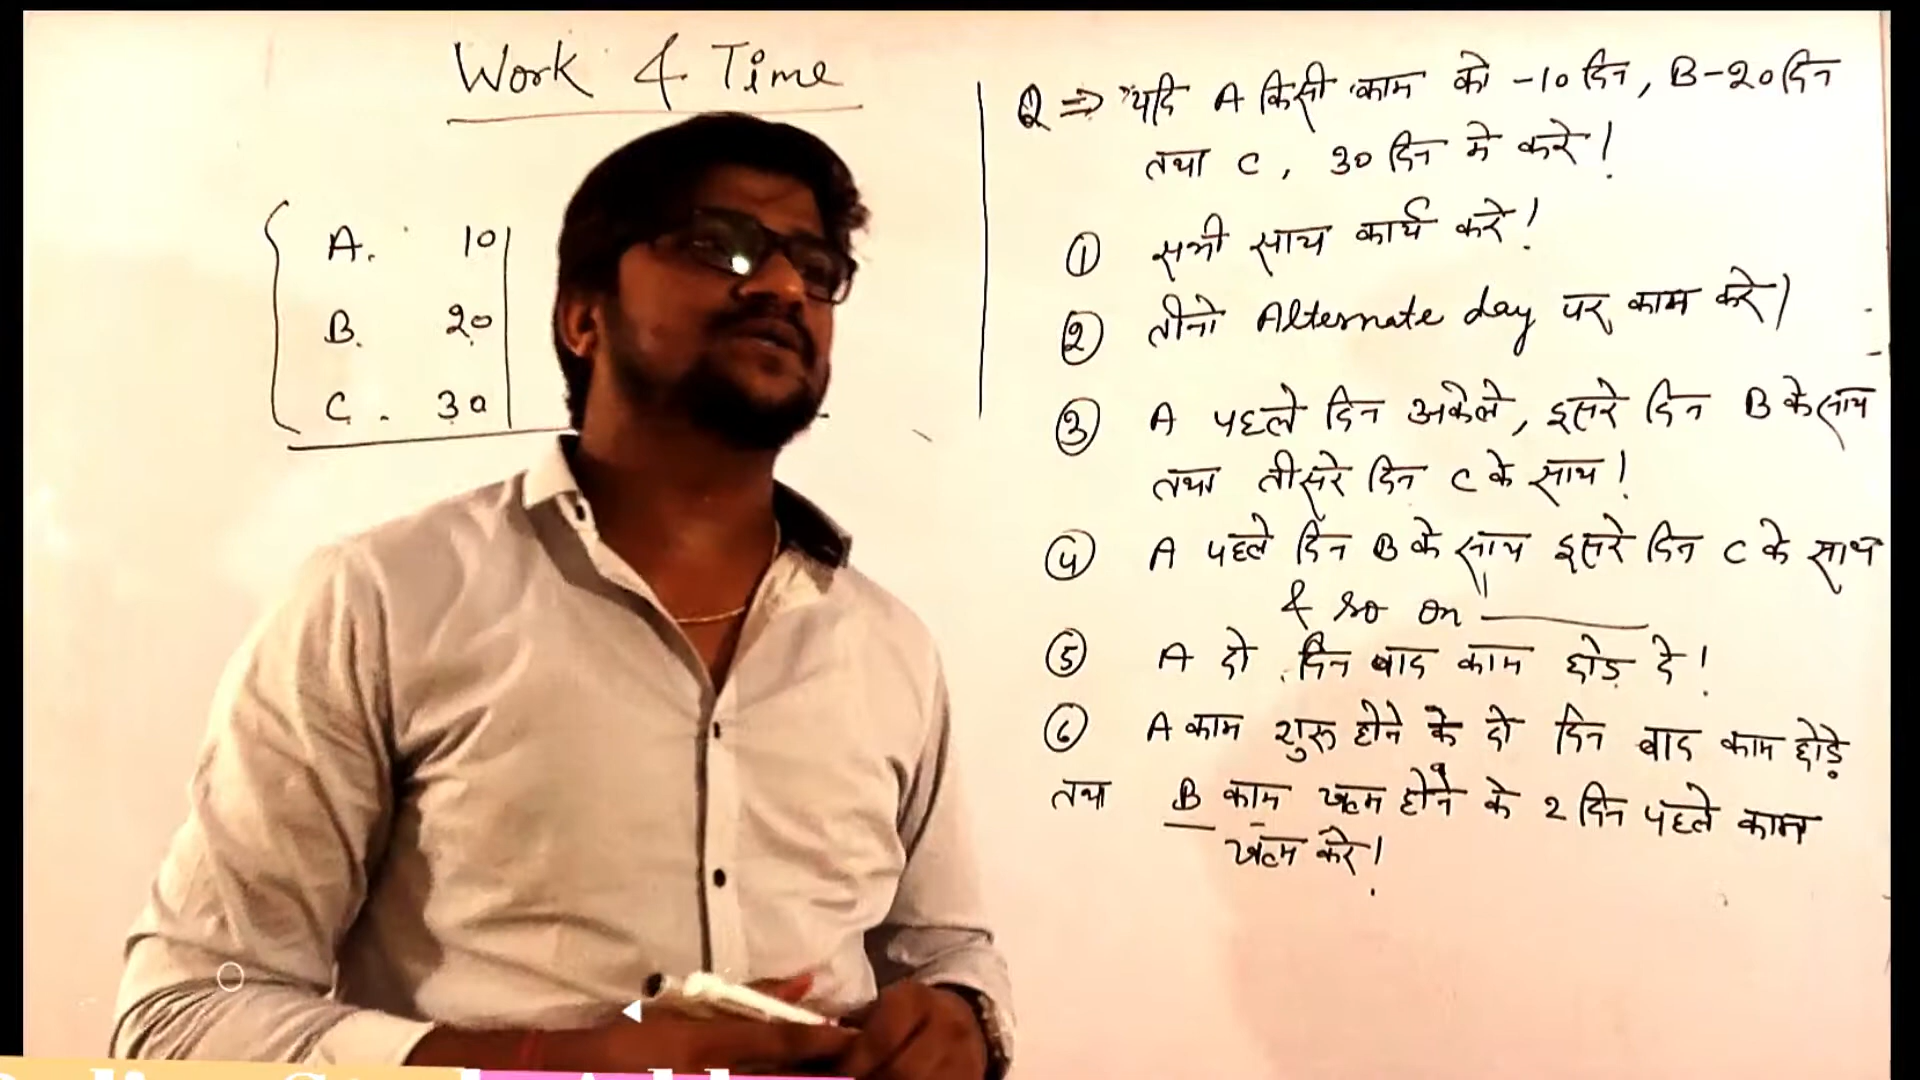 Work & Time
A. 10
B. 20
C. 30
Q ⇒ यदि A किसी काम को -10 दिन, B-20 दिन
तथा C, 30 दिन मे करे!
① सभी साथ कार्य करे!
② तीनो Alternate day पर काम करे।
③ A पहले दिन अकेले, दूसरे दिन B के साथ
तथा तीसरे दिन C के साथ!
④ A पहले दिन B के साथ दूसरे दिन C के साथ
& so on
⑤ A दो दिन बाद काम छोड़ दे!
⑥ A काम शुरू होने के दो दिन बाद काम छोड़े
तथा B काम खत्म होने के 2 दिन पहले काम
खत्म करे!